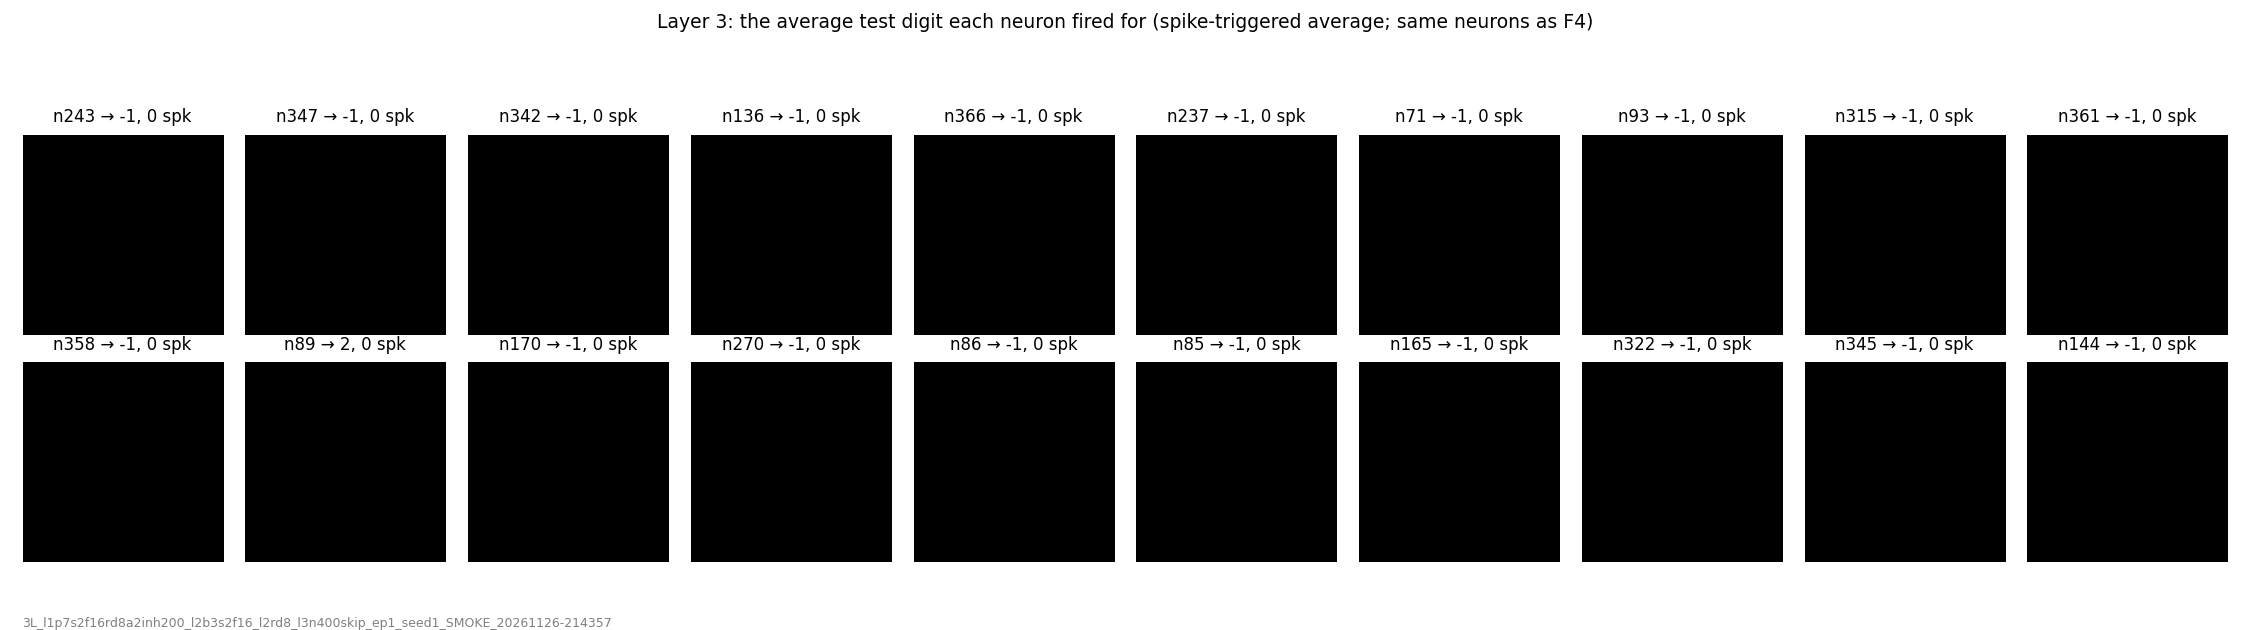 Layer 3: the average test digit each neuron fired for (spike-triggered average; same neurons as F4)
n243 → -1, 0 spk n347 → -1, 0 spk n342 → -1, 0 spk n136 → -1, 0 spk n366 → -1, 0 spk n237 → -1, 0 spk n71 → -1, 0 spk n93 → -1, 0 spk n315 → -1, 0 spk n361 → -1, 0 spk
n358 → -1, 0 spk n89 → 2, 0 spk n170 → -1, 0 spk n270 → -1, 0 spk n86 → -1, 0 spk n85 → -1, 0 spk n165 → -1, 0 spk n322 → -1, 0 spk n345 → -1, 0 spk n144 → -1, 0 spk
3L_l1p7s2f16rd8a2inh200_l2b3s2f16_l2rd8_l3n400skip_ep1_seed1_SMOKE_20261126-214357